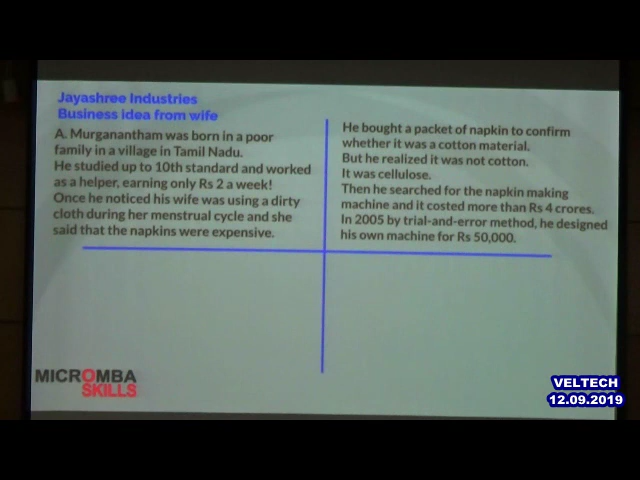 Jayashree Industries
Business idea from wife
A. Murganantham was born in a poor
family in a village in Tamil Nadu.
He studied up to 10th standard and worked
as a helper, earning only Rs 2 a week!
Once he noticed his wife was using a dirty
cloth during her menstrual cycle and she
said that the napkins were expensive.
He bought a packet of napkin to confirm
whether it was a cotton material.
But he realized it was not cotton.
It was cellulose.
Then he searched for the napkin making
machine and it costed more than Rs 4 crores.
In 2005 by trial-and-error method, he designed
his own machine for Rs 50,000.
MICROMBA
SKILLS
VELTECH
12.09.2019